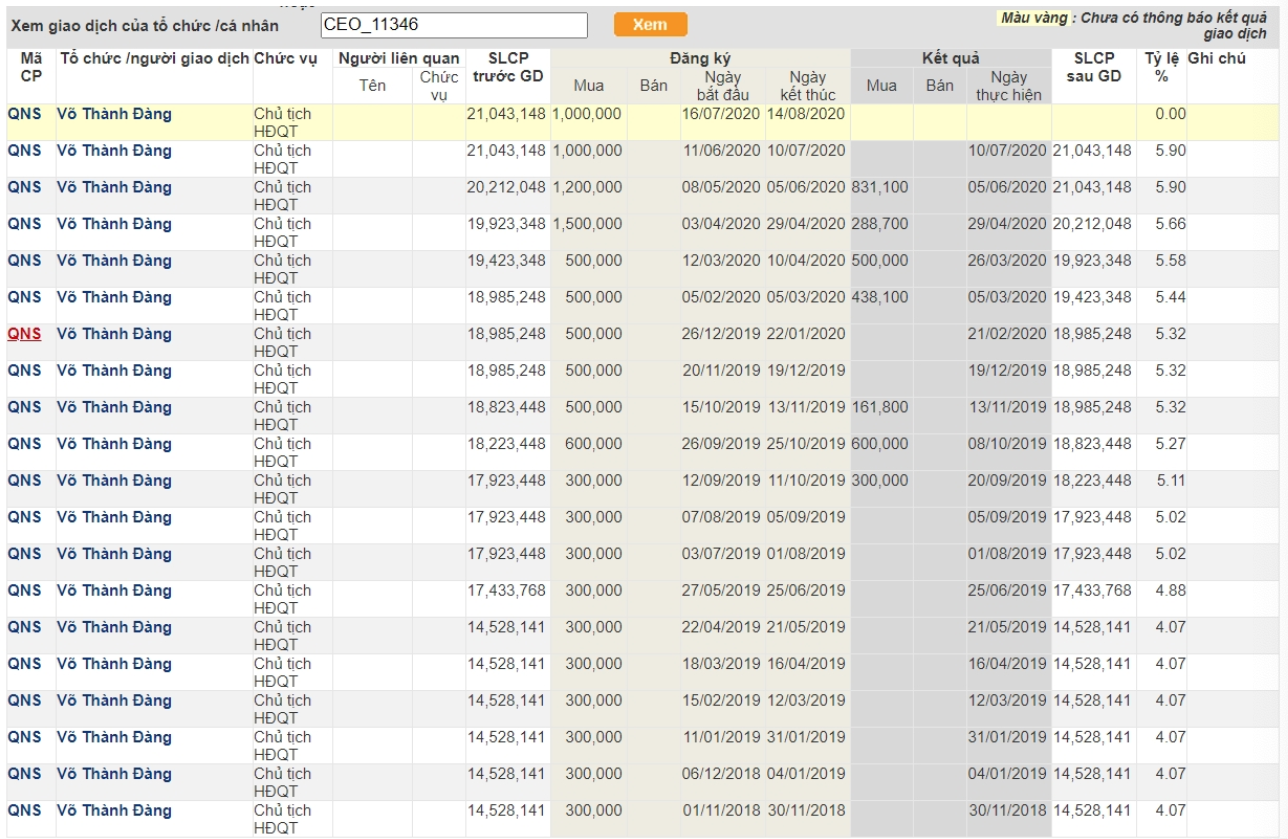 Xem giao dịch của tổ chức /cá nhân CEO_11346 Xem Màu vàng : Chưa có thông báo kết quả
giao dịch
Mã Tổ chức /người giao dịch Chức vụ Người liên quan SLCP Đăng ký Kết quả SLCP Tỷ lệ Ghi chú
CP Tên Chức trước GD Mua Bán Ngày Ngày Mua Bán Ngày sau GD %
vụ bắt đầu kết thúc thực hiện
QNS Võ Thành Đàng Chủ tịch 21,043,148 1,000,000 16/07/2020 14/08/2020 0.00
HĐQT
QNS Võ Thành Đàng Chủ tịch 21,043,148 1,000,000 11/06/2020 10/07/2020 10/07/2020 21,043,148 5.90
HĐQT
QNS Võ Thành Đàng Chủ tịch 20,212,048 1,200,000 08/05/2020 05/06/2020 831,100 05/06/2020 21,043,148 5.90
HĐQT
QNS Võ Thành Đàng Chủ tịch 19,923,348 1,500,000 03/04/2020 29/04/2020 288,700 29/04/2020 20,212,048 5.66
HĐQT
QNS Võ Thành Đàng Chủ tịch 19,423,348 500,000 12/03/2020 10/04/2020 500,000 26/03/2020 19,923,348 5.58
HĐQT
QNS Võ Thành Đàng Chủ tịch 18,985,248 500,000 05/02/2020 05/03/2020 438,100 05/03/2020 19,423,348 5.44
HĐQT
QNS Võ Thành Đàng Chủ tịch 18,985,248 500,000 26/12/2019 22/01/2020 21/02/2020 18,985,248 5.32
HĐQT
QNS Võ Thành Đàng Chủ tịch 18,985,248 500,000 20/11/2019 19/12/2019 19/12/2019 18,985,248 5.32
HĐQT
QNS Võ Thành Đàng Chủ tịch 18,823,448 500,000 15/10/2019 13/11/2019 161,800 13/11/2019 18,985,248 5.32
HĐQT
QNS Võ Thành Đàng Chủ tịch 18,223,448 600,000 26/09/2019 25/10/2019 600,000 08/10/2019 18,823,448 5.27
HĐQT
QNS Võ Thành Đàng Chủ tịch 17,923,448 300,000 12/09/2019 11/10/2019 300,000 20/09/2019 18,223,448 5.11
HĐQT
QNS Võ Thành Đàng Chủ tịch 17,923,448 300,000 07/08/2019 05/09/2019 05/09/2019 17,923,448 5.02
HĐQT
QNS Võ Thành Đàng Chủ tịch 17,923,448 300,000 03/07/2019 01/08/2019 01/08/2019 17,923,448 5.02
HĐQT
QNS Võ Thành Đàng Chủ tịch 17,433,768 300,000 27/05/2019 25/06/2019 25/06/2019 17,433,768 4.88
HĐQT
QNS Võ Thành Đàng Chủ tịch 14,528,141 300,000 22/04/2019 21/05/2019 21/05/2019 14,528,141 4.07
HĐQT
QNS Võ Thành Đàng Chủ tịch 14,528,141 300,000 18/03/2019 16/04/2019 16/04/2019 14,528,141 4.07
HĐQT
QNS Võ Thành Đàng Chủ tịch 14,528,141 300,000 15/02/2019 12/03/2019 12/03/2019 14,528,141 4.07
HĐQT
QNS Võ Thành Đàng Chủ tịch 14,528,141 300,000 11/01/2019 31/01/2019 31/01/2019 14,528,141 4.07
HĐQT
QNS Võ Thành Đàng Chủ tịch 14,528,141 300,000 06/12/2018 04/01/2019 04/01/2019 14,528,141 4.07
HĐQT
QNS Võ Thành Đàng Chủ tịch 14,528,141 300,000 01/11/2018 30/11/2018 30/11/2018 14,528,141 4.07
HĐQT